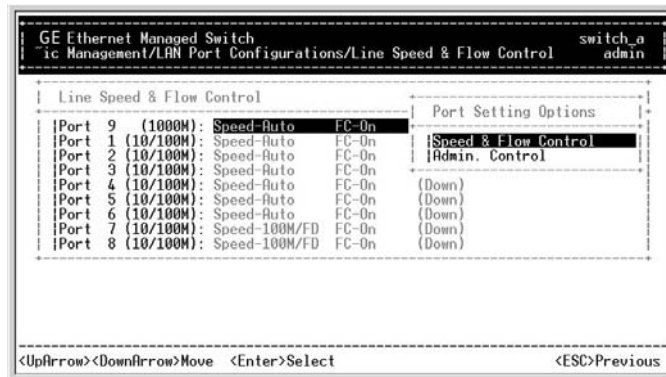 GE Ethernet Managed Switch switch_a
ic Management/LAN Port Configurations/Line Speed & Flow Control admin
Line Speed & Flow Control
Port Setting Options
|Port 9 (1000M): Speed-Auto FC-On
|Speed & Flow Control
|Port 1 (10/100M): Speed-Auto FC-On
|Admin. Control
|Port 2 (10/100M): Speed-Auto FC-On
|Port 3 (10/100M): Speed-Auto FC-On
|Port 4 (10/100M): Speed-Auto FC-On (Down)
|Port 5 (10/100M): Speed-Auto FC-On (Down)
|Port 6 (10/100M): Speed-Auto FC-On (Down)
|Port 7 (10/100M): Speed-100M/FD FC-On (Down)
|Port 8 (10/100M): Speed-100M/FD FC-On (Down)
<UpArrow><DownArrow>Move <Enter>Select <ESC>Previous